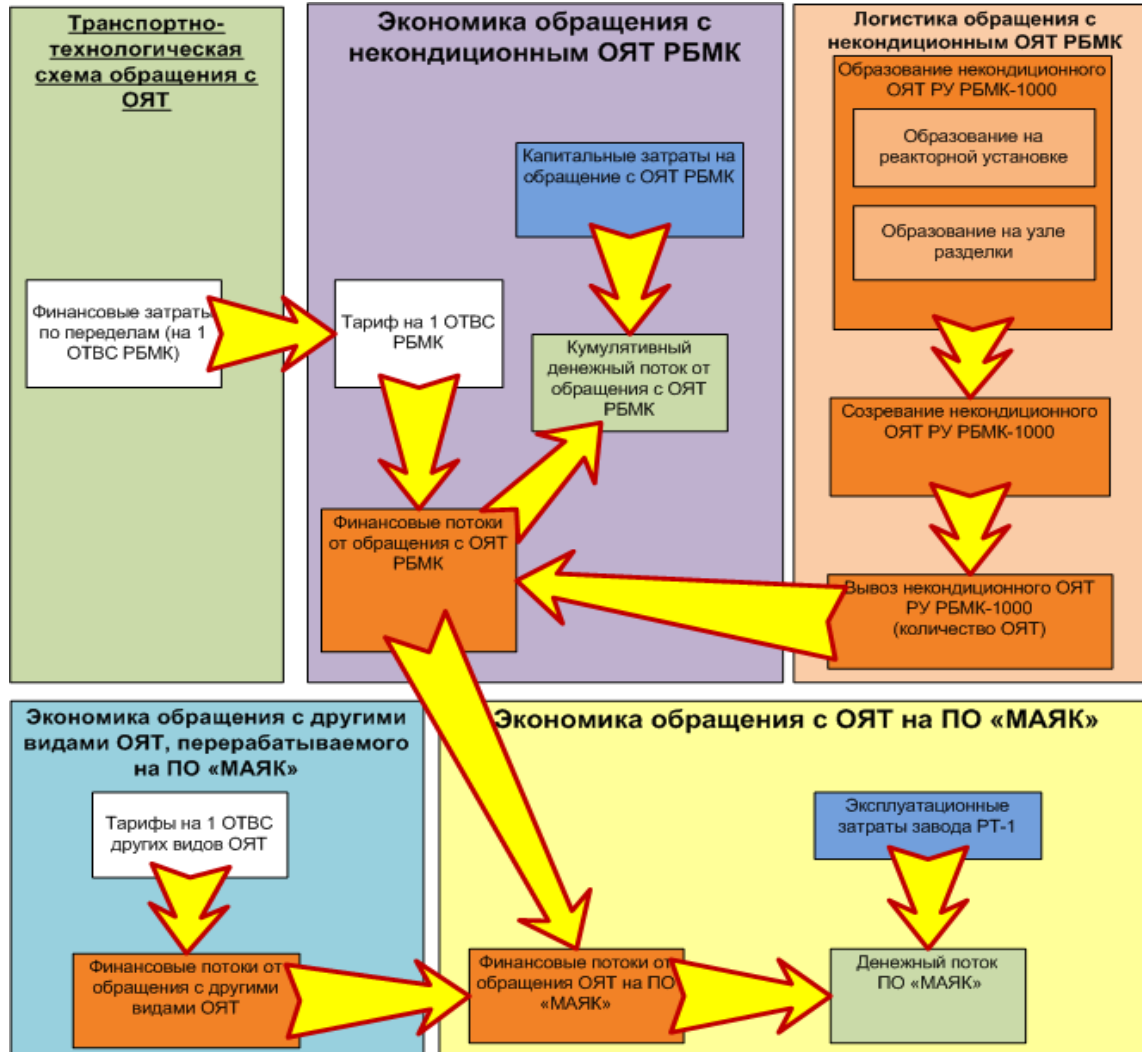 Транспортно-
технологическая
схема обращения с
ОЯТ
Финансовые затраты
по переделам (на 1
ОТВС РБМК)
Экономика обращения с
некондиционным ОЯТ РБМК
Капитальные затраты на
обращение с ОЯТ РБМК
Тариф на 1 ОТВС
РБМК
Кумулятивный
денежный поток от
обращения с ОЯТ
РБМК
Финансовые потоки
от обращения с ОЯТ
РБМК
Логистика обращения с
некондиционным ОЯТ РБМК
Образование некондиционного
ОЯТ РУ РБМК-1000
Образование на
реакторной установке
Образование на узле
разделки
Созревание некондиционного
ОЯТ РУ РБМК-1000
Вывоз некондиционного ОЯТ
РУ РБМК-1000
(количество ОЯТ)
Экономика обращения с другими
видами ОЯТ, перерабатываемого
на ПО «МАЯК»
Тарифы на 1 ОТВС
других видов ОЯТ
Финансовые потоки от
обращения с другими
видами ОЯТ
Экономика обращения с ОЯТ на ПО «МАЯК»
Эксплуатационные
затраты завода РТ-1
Финансовые потоки от
обращения ОЯТ на ПО
«МАЯК»
Денежный поток
ПО «МАЯК»